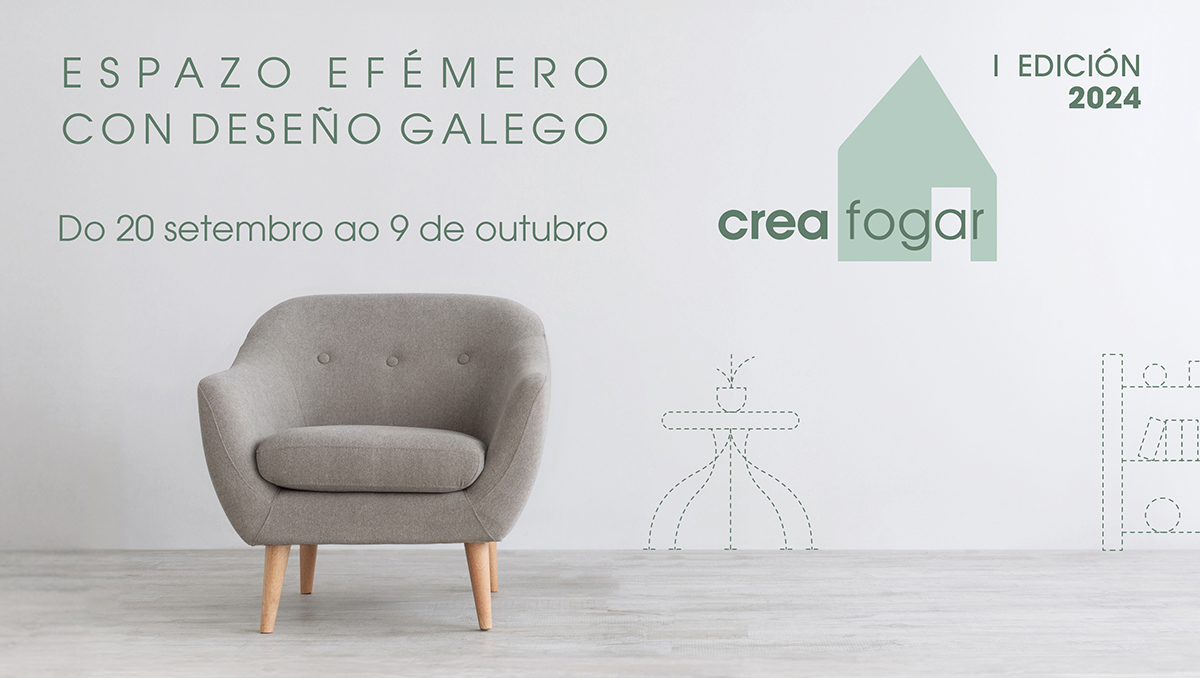 ESPAZO EFÉMERO
CON DESEÑO GALEGO
Do 20 setembro ao 9 de outubro
crea fogar
I EDICIÓN
2024